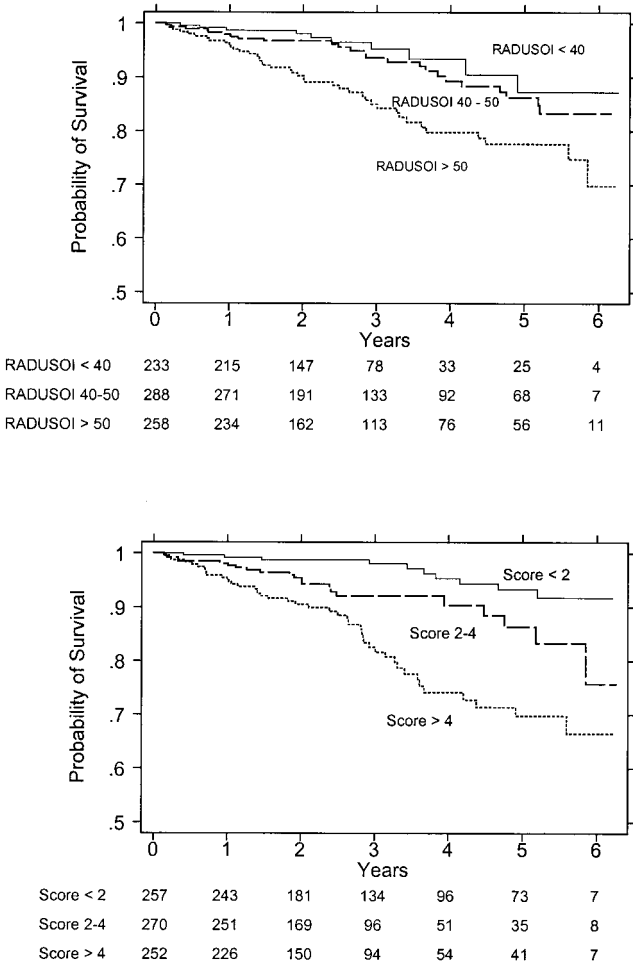 1
RADUSOI < 40
.9
RADUSOI 40 - 50
.8
RADUSOI > 50
.7
.6
.5
Probability of Survival
0 1 2 3 4 5 6
Years
RADUSOI < 40 233 215 147 78 33 25 4
RADUSOI 40-50 288 271 191 133 92 68 7
RADUSOI > 50 258 234 162 113 76 56 11
1
Score < 2
.9
Score 2-4
.8
.7
Score > 4
.6
.5
Probability of Survival
0 1 2 3 4 5 6
Years
Score < 2 257 243 181 134 96 73 7
Score 2-4 270 251 169 96 51 35 8
Score > 4 252 226 150 94 54 41 7